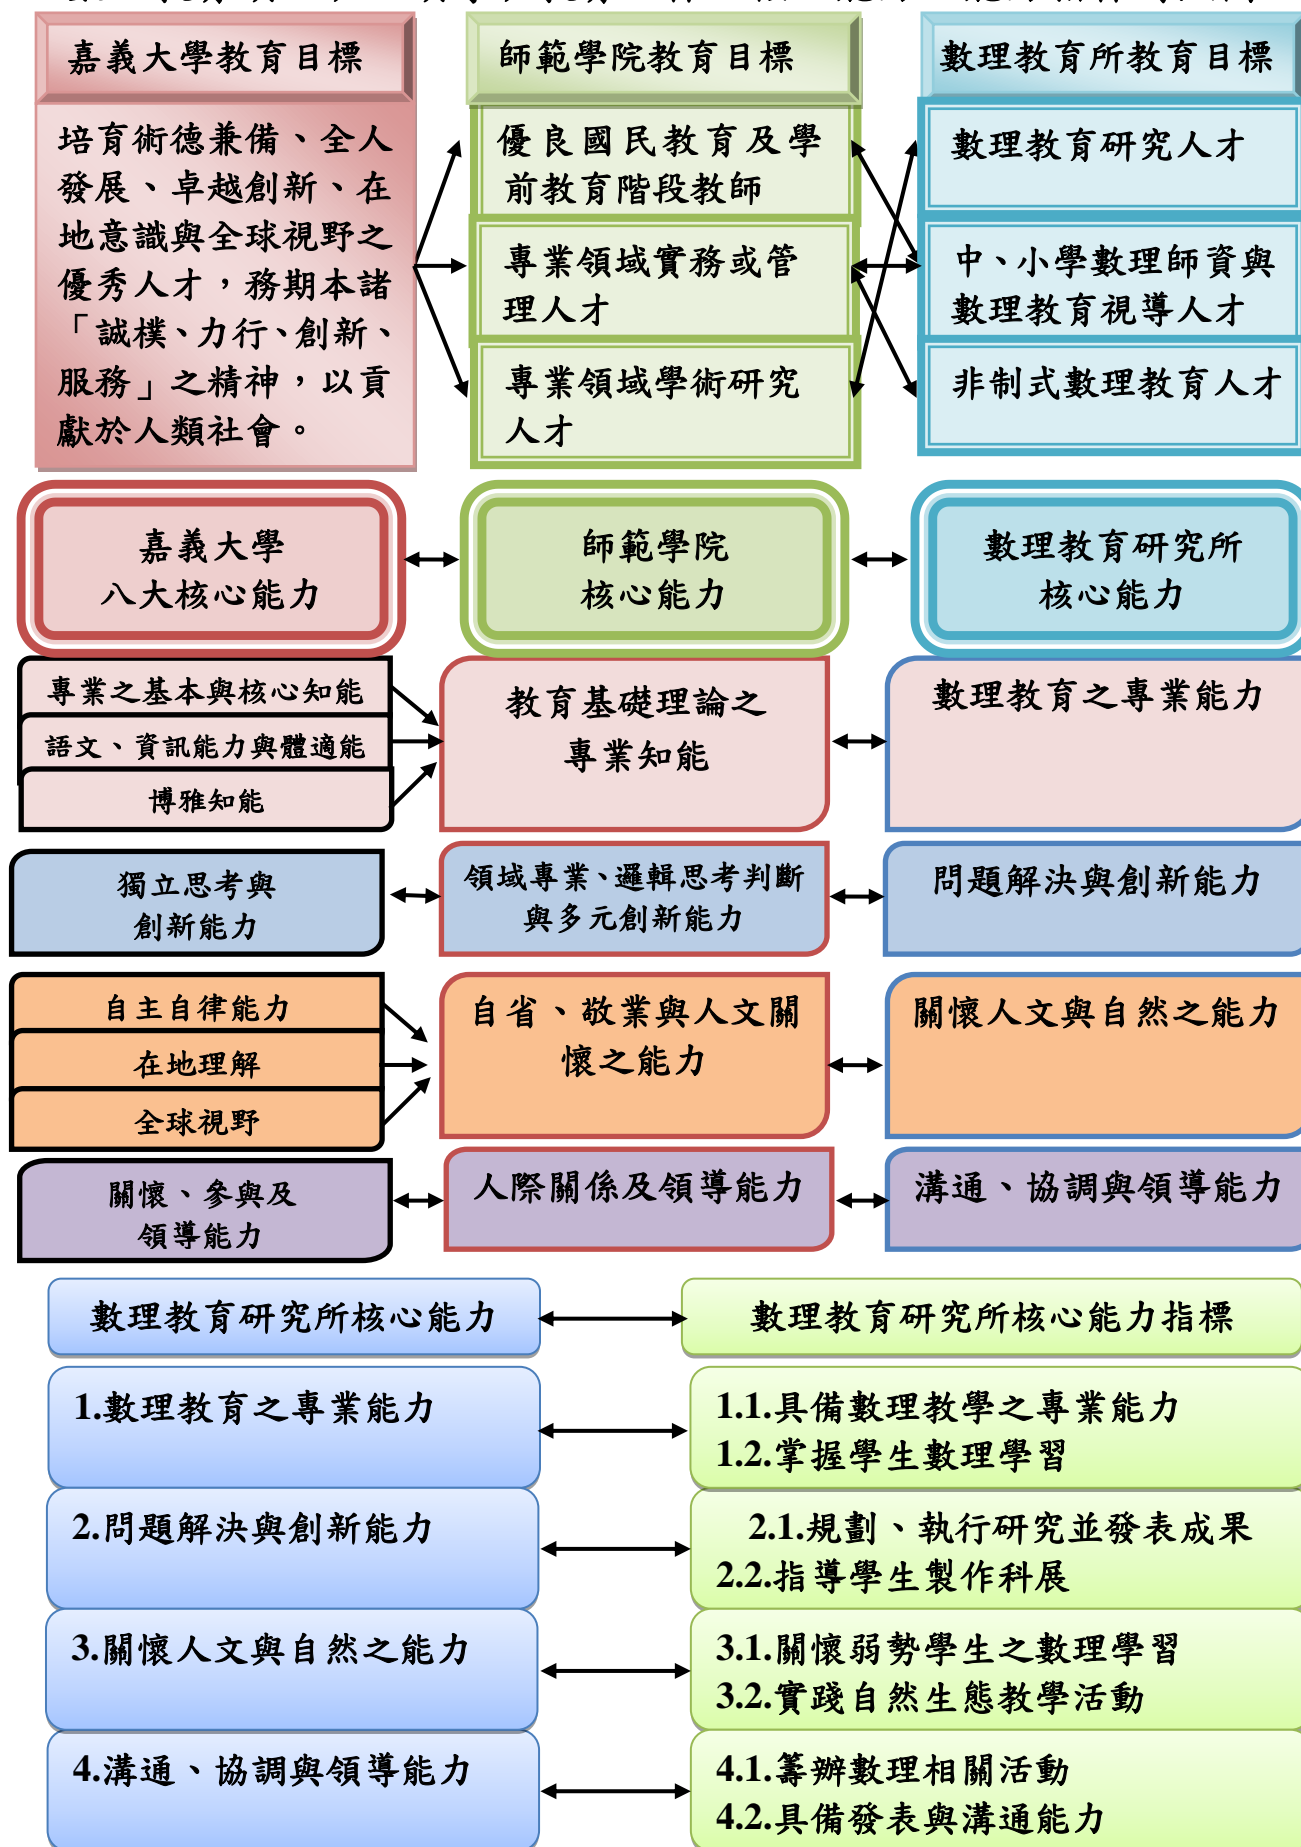 嘉義大學教育目標
師範學院教育目標
數理教育所教育目標
培育術德兼備、全人
發展、卓越創新、在
地意識與全球視野之
優秀人才，務期本諸
「誠樸、力行、創新、
服務」之精神，以貢
獻於人類社會。
優良國民教育及學
前教育階段教師
專業領域實務或管
理人才
專業領域學術研究
人才
數理教育研究人才
中、小學數理師資與
數理教育視導人才
非制式數理教育人才
嘉義大學
八大核心能力
師範學院
核心能力
數理教育研究所
核心能力
專業之基本與核心知能
語文、資訊能力與體適能
博雅知能
教育基礎理論之
專業知能
數理教育之專業能力
獨立思考與
創新能力
領域專業、邏輯思考判斷
與多元創新能力
問題解決與創新能力
自主自律能力
在地理解
全球視野
自省、敬業與人文關
懷之能力
關懷人文與自然之能力
關懷、參與及
領導能力
人際關係及領導能力
溝通、協調與領導能力
數理教育研究所核心能力
數理教育研究所核心能力指標
1.數理教育之專業能力
1.1.具備數理教學之專業能力
1.2.掌握學生數理學習
2.問題解決與創新能力
2.1.規劃、執行研究並發表成果
2.2.指導學生製作科展
3.關懷人文與自然之能力
3.1.關懷弱勢學生之數理學習
3.2.實踐自然生態教學活動
4.溝通、協調與領導能力
4.1.籌辦數理相關活動
4.2.具備發表與溝通能力